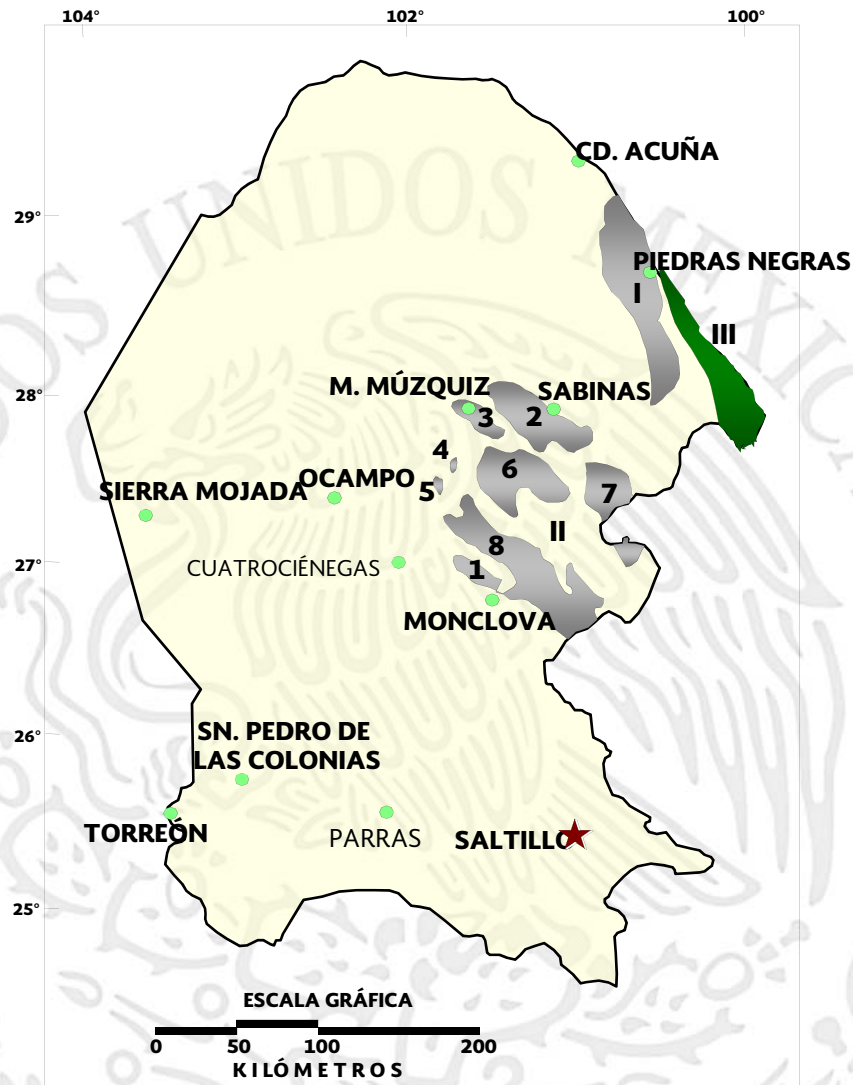 104° 102° 100°
CD. ACUÑA
29°
UNIDOS MEXIC
PIEDRAS NEGRAS
I
III
28°
M. MÚZQUIZ SABINAS
3 2
4
OCAMPO 6
SIERRA MOJADA 5 7
II
8
27°
CUATROCIÉNEGAS 1
MONCLOVA
26°
SN. PEDRO DE
LAS COLONIAS
TORREÓN PARRAS SALTILLO
25°
ESCALA GRÁFICA
0 50 100 200
KILÓMETROS